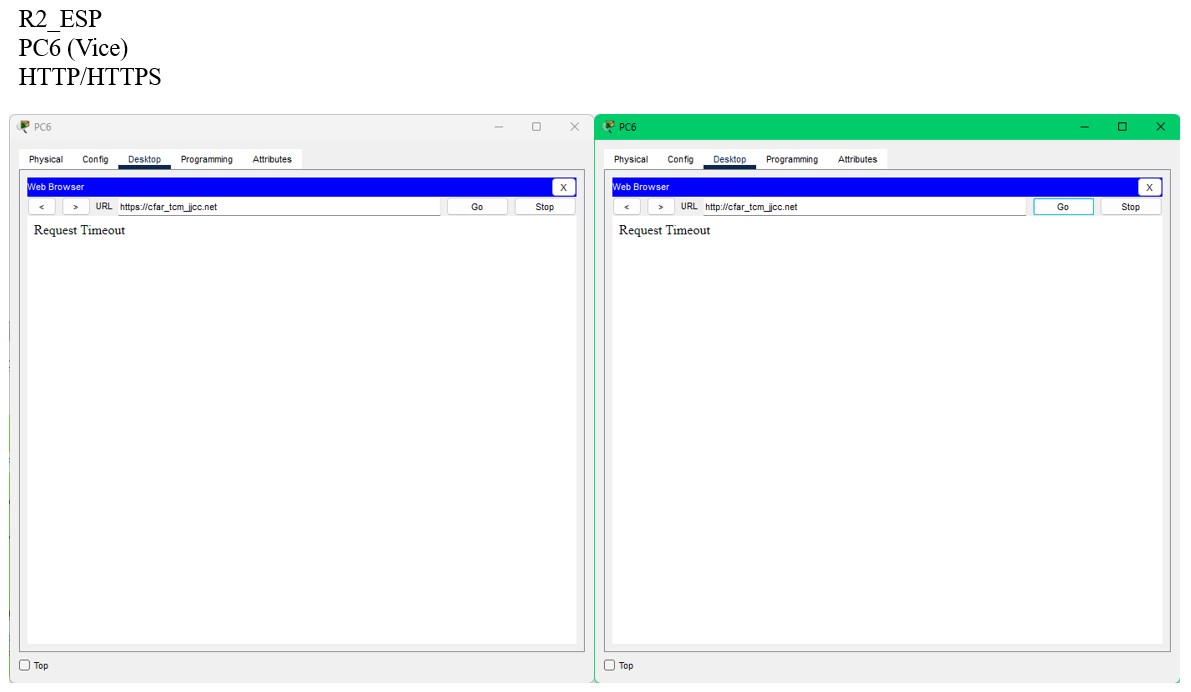 R2_ESP
PC6 (Vice)
HTTP/HTTPS
PC6
Physical Config Desktop Programming Attributes
Web Browser X
< > URL https://cfar_tcm_jjcc.net Go Stop
Request Timeout
Top
PC6
Physical Config Desktop Programming Attributes
Web Browser X
< > URL http://cfar_tcm_jjcc.net Go Stop
Request Timeout
Top